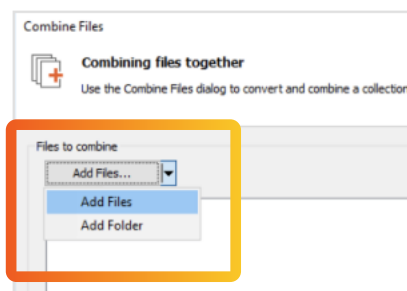 Combine Files
Combining files together
Use the Combine Files dialog to convert and combine a collection
Files to combine
Add Files...
Add Files
Add Folder